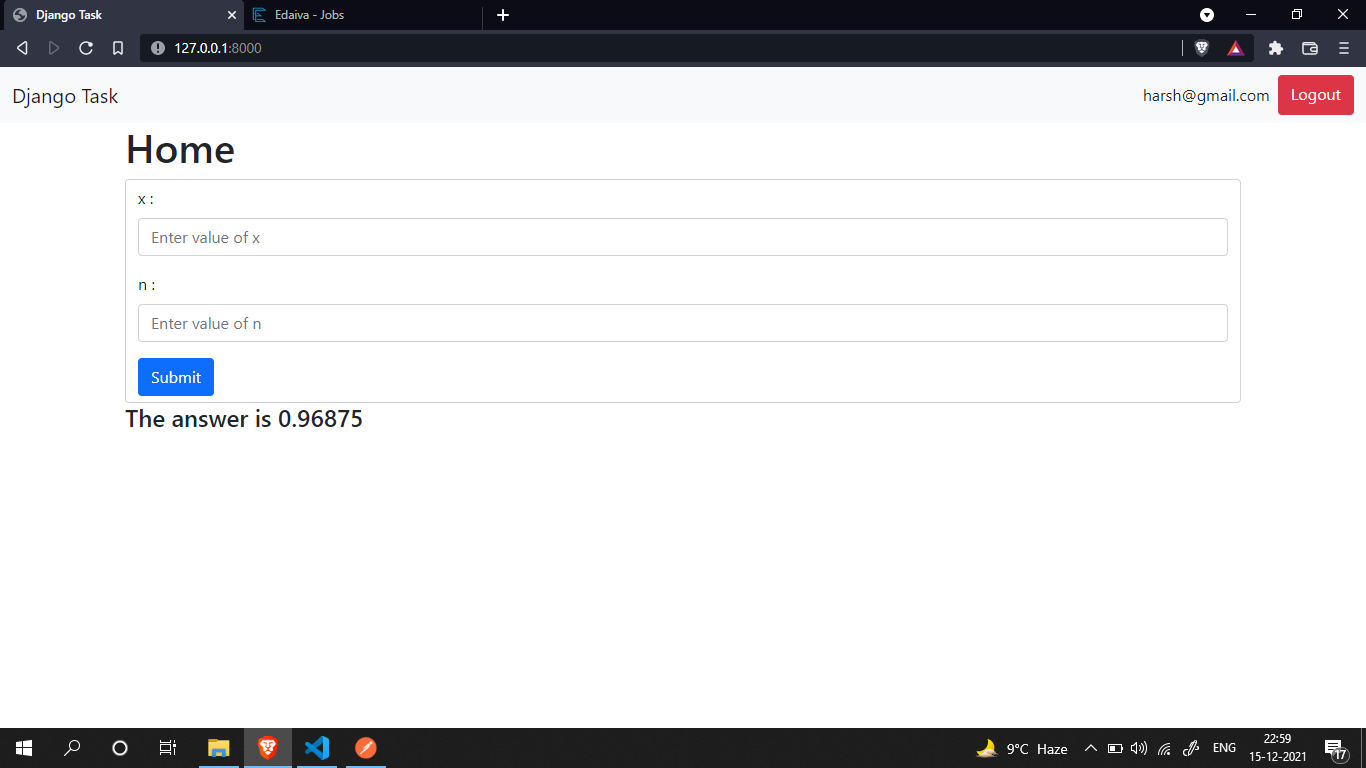 Django Task
Edaiva - Jobs
127.0.0.1:8000
Django Task
harsh@gmail.com
Logout
Home
x :
Enter value of x
n :
Enter value of n
Submit
The answer is 0.96875
9°C Haze
ENG
22:59
15-12-2021
17